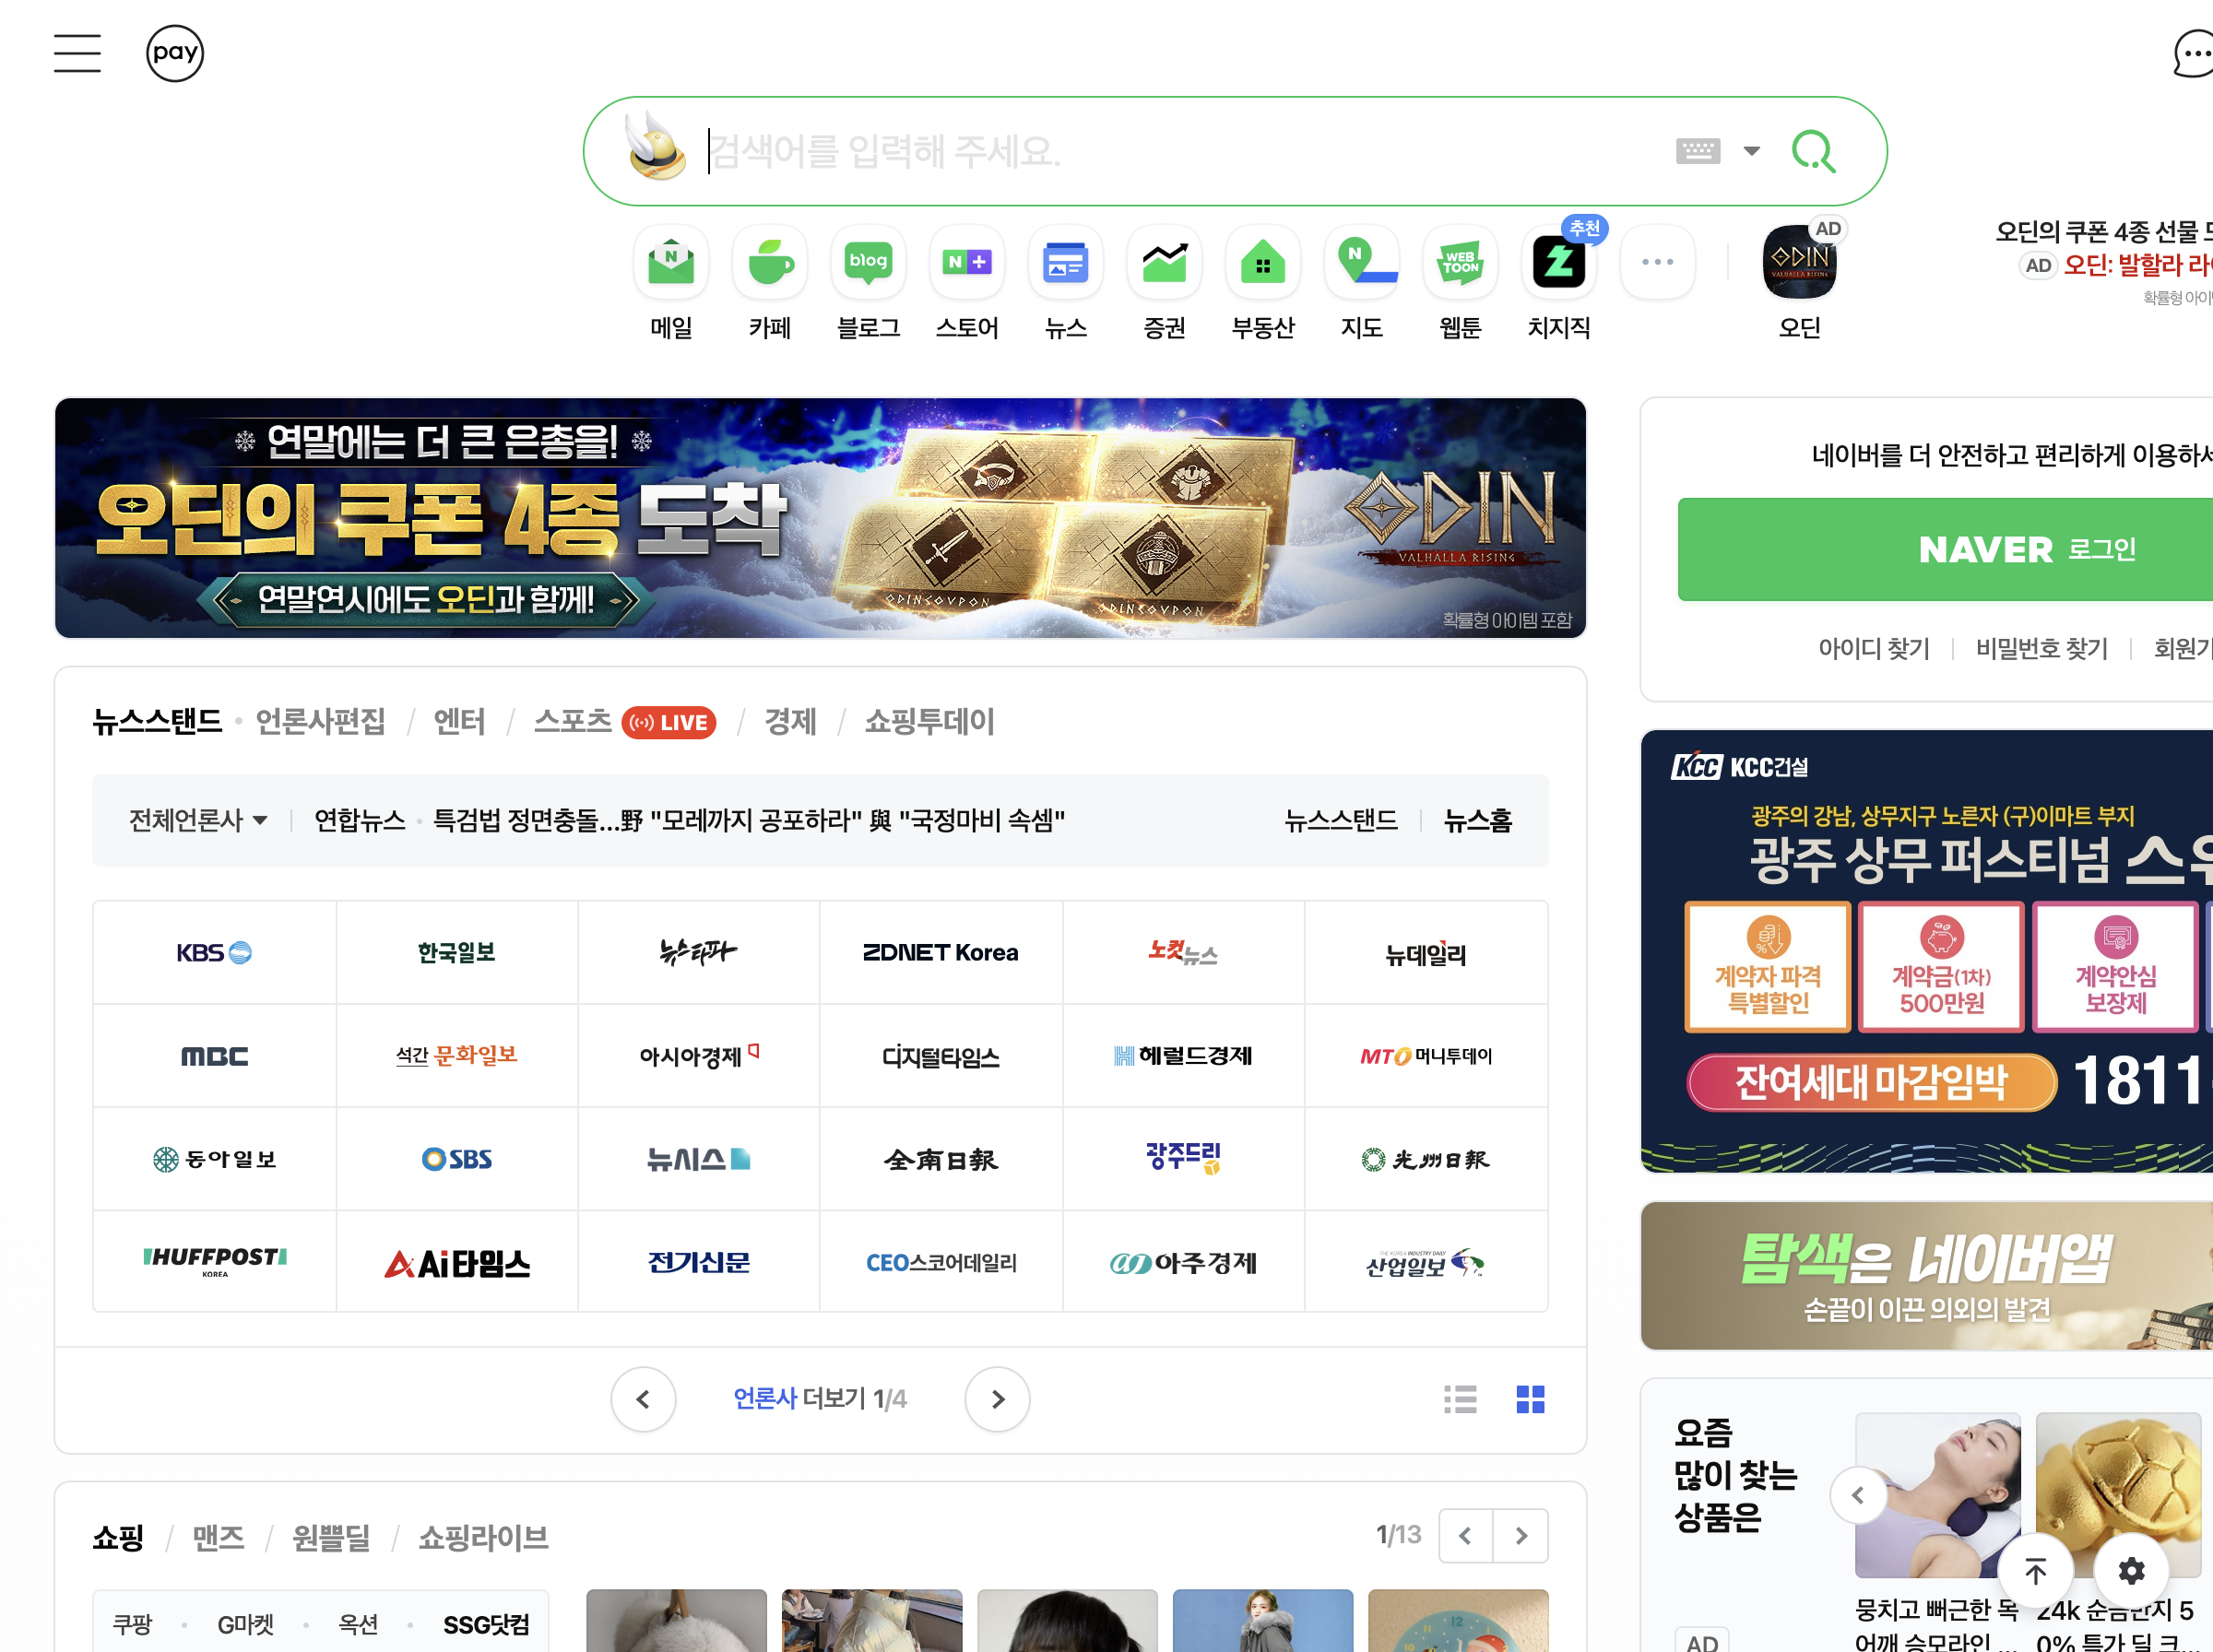 pay
검색어를 입력해 주세요.
N
blog
N+
N
WEB
TOON
추천
AD
ODIN
VALHALLA RISING
메일
카페
블로그
스토어
뉴스
증권
부동산
지도
웹툰
치지직
오딘
오딘의 쿠폰 4종 선물
AD 오딘: 발할라
확률형 아이
연말에는 더 큰 은총을!
오딘의 쿠폰 4종 도착
연말연시에도 오딘과 함께!
ODIN COVPON
ODIN COVPON
ODIN
VALHALLA RISING
확률형 아이템 포함
네이버를 더 안전하고 편리하게 이용하
NAVER 로그인
아이디 찾기
비밀번호 찾기
회원가
뉴스스탠드
언론사편집 / 엔터 / 스포츠 LIVE / 경제 / 쇼핑투데이
전체언론사
연합뉴스
특검법 정면충돌...野 "모레까지 공포하라" 與 "국정마비 속셈"
뉴스스탠드
뉴스홈
KBS
한국일보
뉴스타파
ZDNET Korea
노컷뉴스
뉴데일리
MBC
석간 문화일보
아시아경제
디지털타임스
헤럴드경제
MTO 머니투데이
동아일보
SBS
뉴시스
全南日報
광주드리
光州日報
HUFFPOST
KOREA
Ai타임스
전기신문
CEO스코어데일리
아주경제
THE KOREA INDUSTRY DAILY
산업일보
언론사 더보기 1/4
KCC KCC건설
광주의 강남, 상무지구 노른자 (구)이마트 부지
광주 상무 퍼스티넘 스
계약자 파격
특별할인
계약금(1차)
500만원
계약안심
보장제
잔여세대 마감임박
1811
탐색은 네이버앱
손끝이 이끈 의외의 발견
요즘
많이 찾는
상품은
AD
뭉치고 뻐근한 목
어깨 승모라인 ...
24k 순금반지 5
0% 특가 딜 크...
쇼핑 / 맨즈 / 원쁠딜 / 쇼핑라이브
1/13
쿠팡
G마켓
옥션
SSG닷컴
12
11